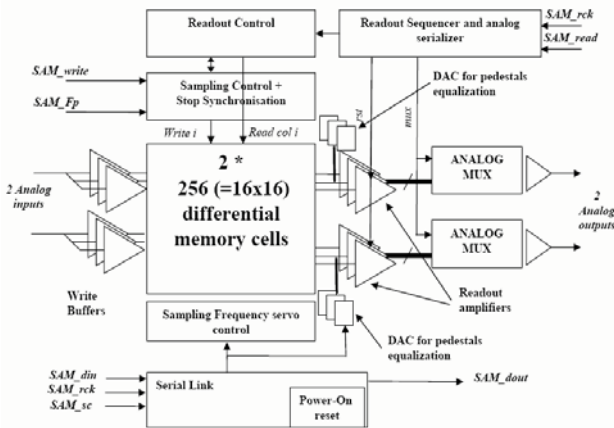 Readout Control
Readout Sequencer and analog
serializer
SAM_rck
SAM_read
SAM_write
SAM_Fp
Sampling Control +
Stop Synchronisation
DAC for pedestals
equalization
Write i
Read col i
rst
mux
2 Analog
inputs
2 *
256 (=16x16)
differential
memory cells
ANALOG
MUX
ANALOG
MUX
2
Analog
outputs
Write
Buffers
Readout
amplifiers
Sampling Frequency servo
control
DAC for pedestals
equalization
SAM_din
SAM_rck
SAM_sc
Serial Link
Power-On
reset
SAM_dout